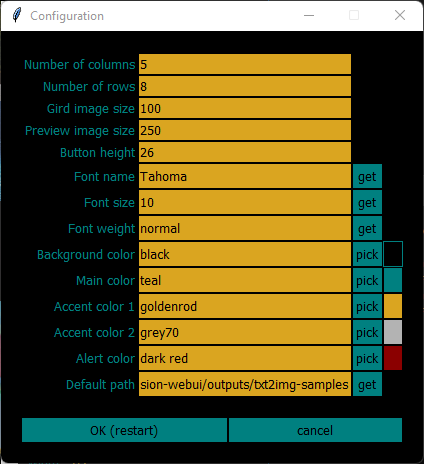 Configuration
Number of columns 5
Number of rows 8
Gird image size 100
Preview image size 250
Button height 26
Font name Tahoma get
Font size 10 get
Font weight normal get
Background color black pick
Main color teal pick
Accent color 1 goldenrod pick
Accent color 2 grey70 pick
Alert color dark red pick
Default path sion-webui/outputs/txt2img-samples get
OK (restart) cancel